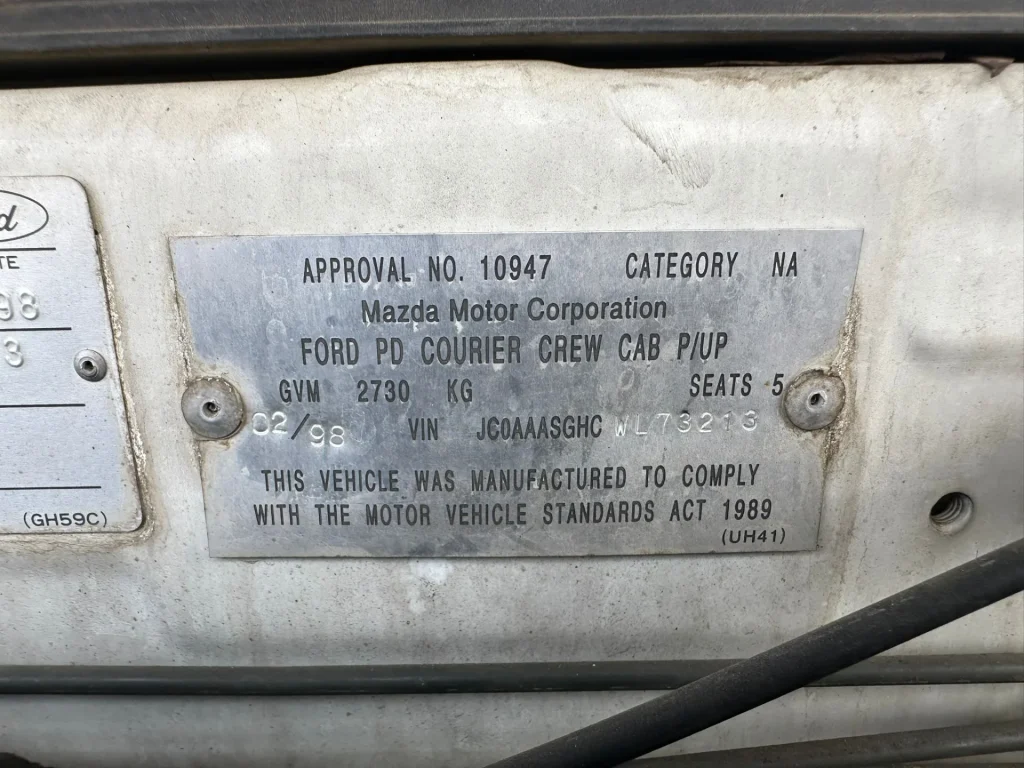 98
3
(GH59C)
APPROVAL NO. 10947 CATEGORY NA
Mazda Motor Corporation
FORD PD COURIER CREW CAB P/UP
GVM 2730 KG SEATS 5
02/98 VIN JC0AAASGHC WL73213
THIS VEHICLE WAS MANUFACTURED TO COMPLY
WITH THE MOTOR VEHICLE STANDARDS ACT 1989
(UH41)